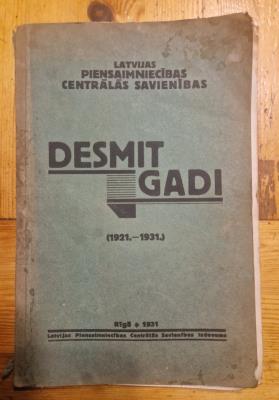 LATVIJAS
PIENSAIMNIECĪBAS
CENTRĀLĀS SAVIENĪBAS
DESMIT
GADI
(1921.—1931.)
Rīgā ◆ 1931
Latvijas Piensaimniecības Centrālās Savienības izdevums